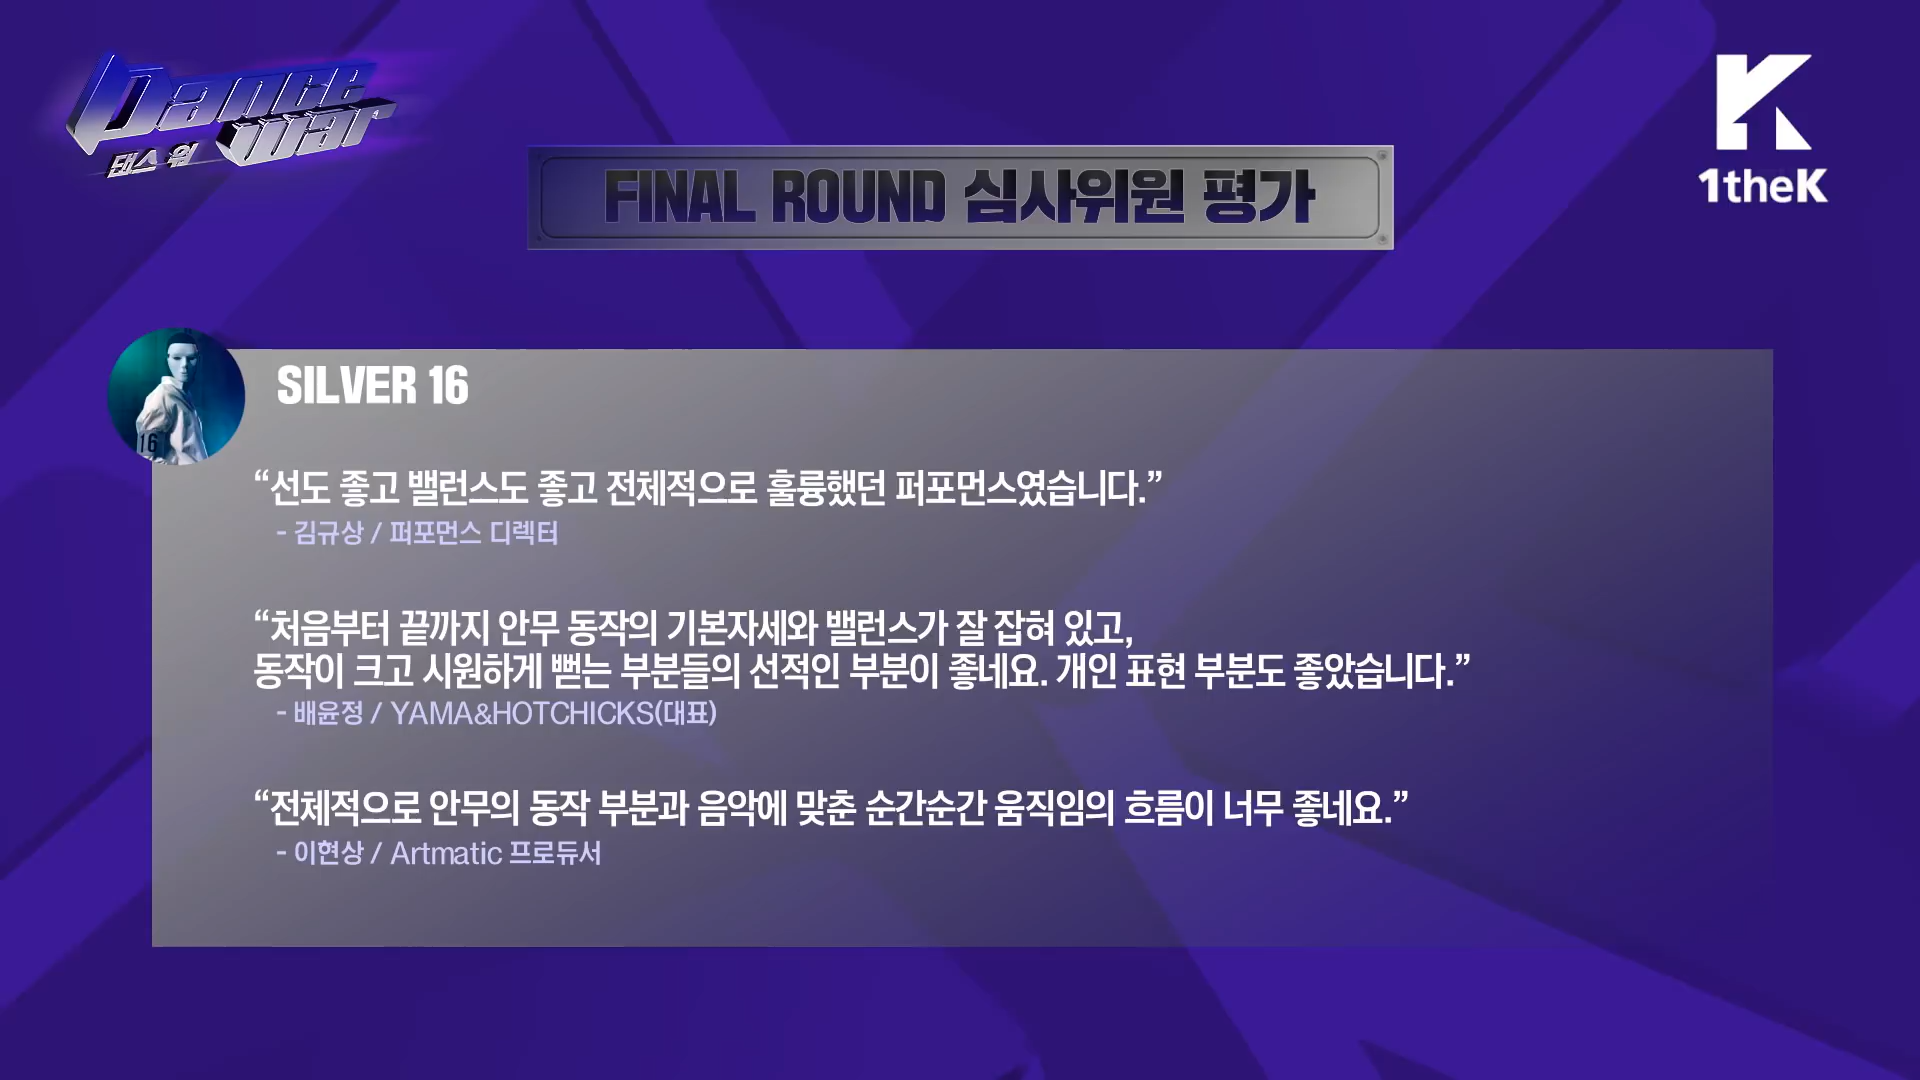 Dance War
댄스 워
1theK
FINAL ROUND 심사위원 평가
SILVER 16
16
“선도 좋고 밸런스도 좋고 전체적으로 훌륭했던 퍼포먼스였습니다.”
- 김규상 / 퍼포먼스 디렉터
“처음부터 끝까지 안무 동작의 기본자세와 밸런스가 잘 잡혀 있고,
동작이 크고 시원하게 뻗는 부분들의 선적인 부분이 좋네요. 개인 표현 부분도 좋았습니다.”
- 배윤정 / YAMA&HOTCHICKS(대표)
“전체적으로 안무의 동작 부분과 음악에 맞춘 순간순간 움직임의 흐름이 너무 좋네요.”
- 이현상 / Artmatic 프로듀서